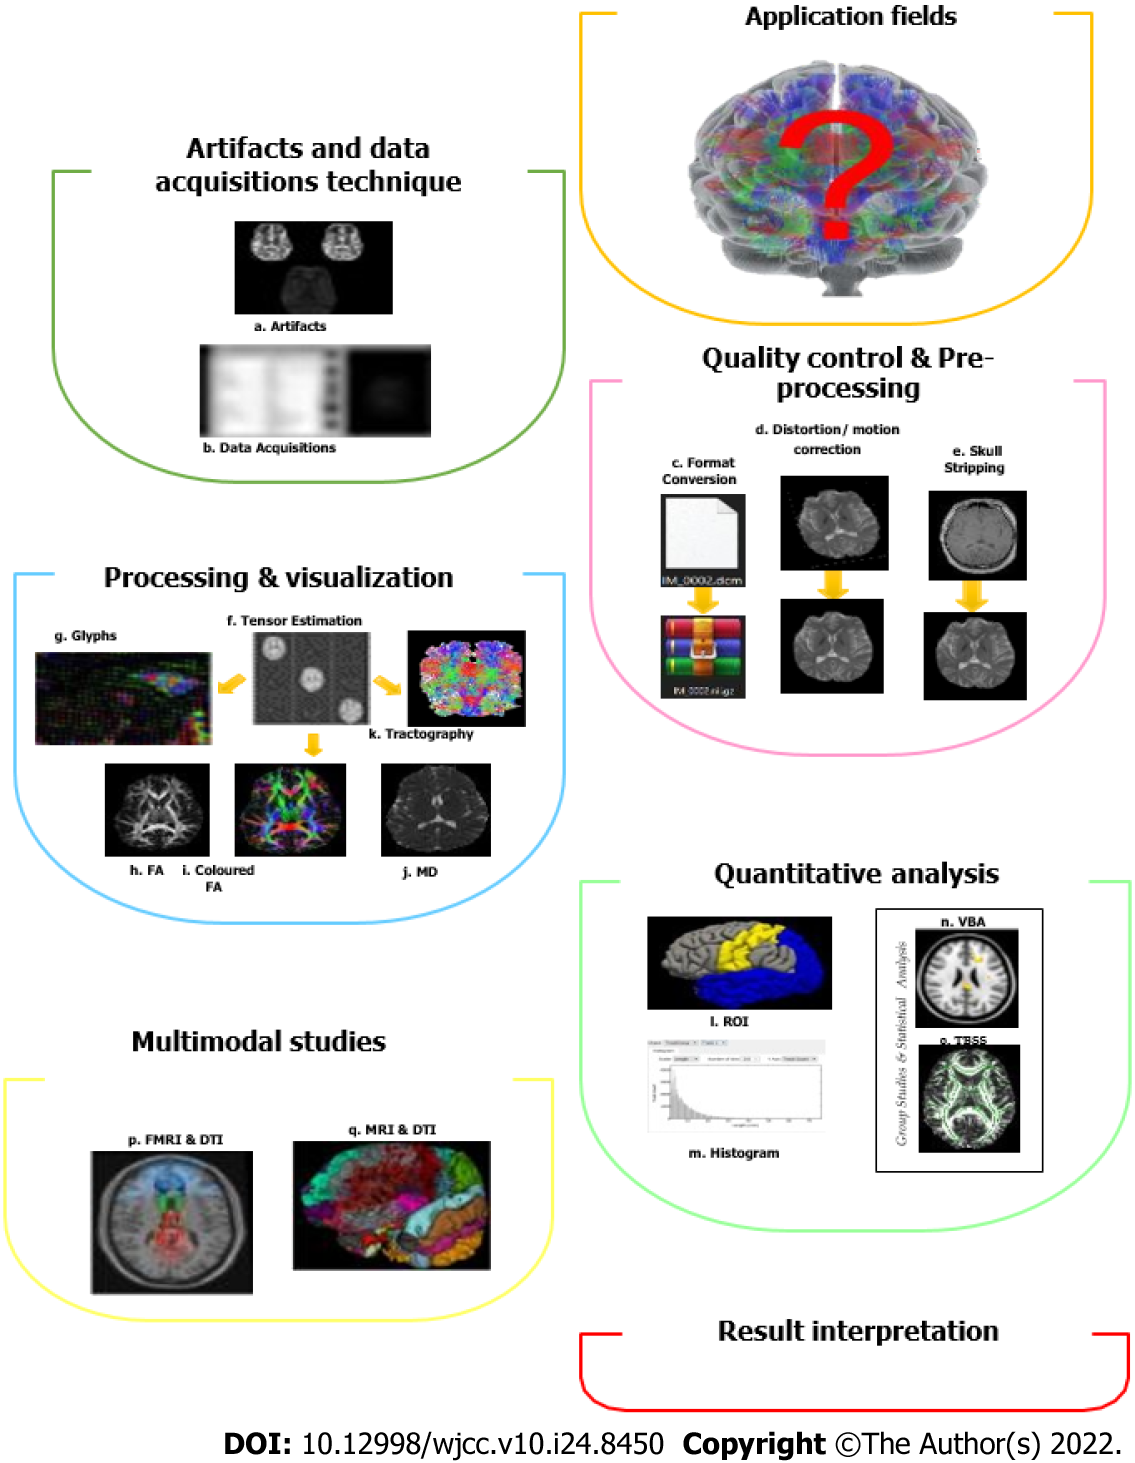 Application fields
Artifacts and data
acquisitions technique
a. Artifacts
b. Data Acquisitions
Quality control & Pre-
processing
c. Format
Conversion
d. Distortion/ motion
correction
e. Skull
Stripping
IM_0002.dcm
IM_0002.nii.gz
Processing & visualization
f. Tensor Estimation
g. Glyphs
k. Tractography
h. FA
i. Coloured
FA
j. MD
Quantitative analysis
l. ROI
m. Histogram
Group Studies & Statistical Analysis
n. VBA
o. TBSS
Multimodal studies
p. FMRI & DTI
q. MRI & DTI
Result interpretation
DOI: 10.12998/wjcc.v10.i24.8450 Copyright ©The Author(s) 2022.